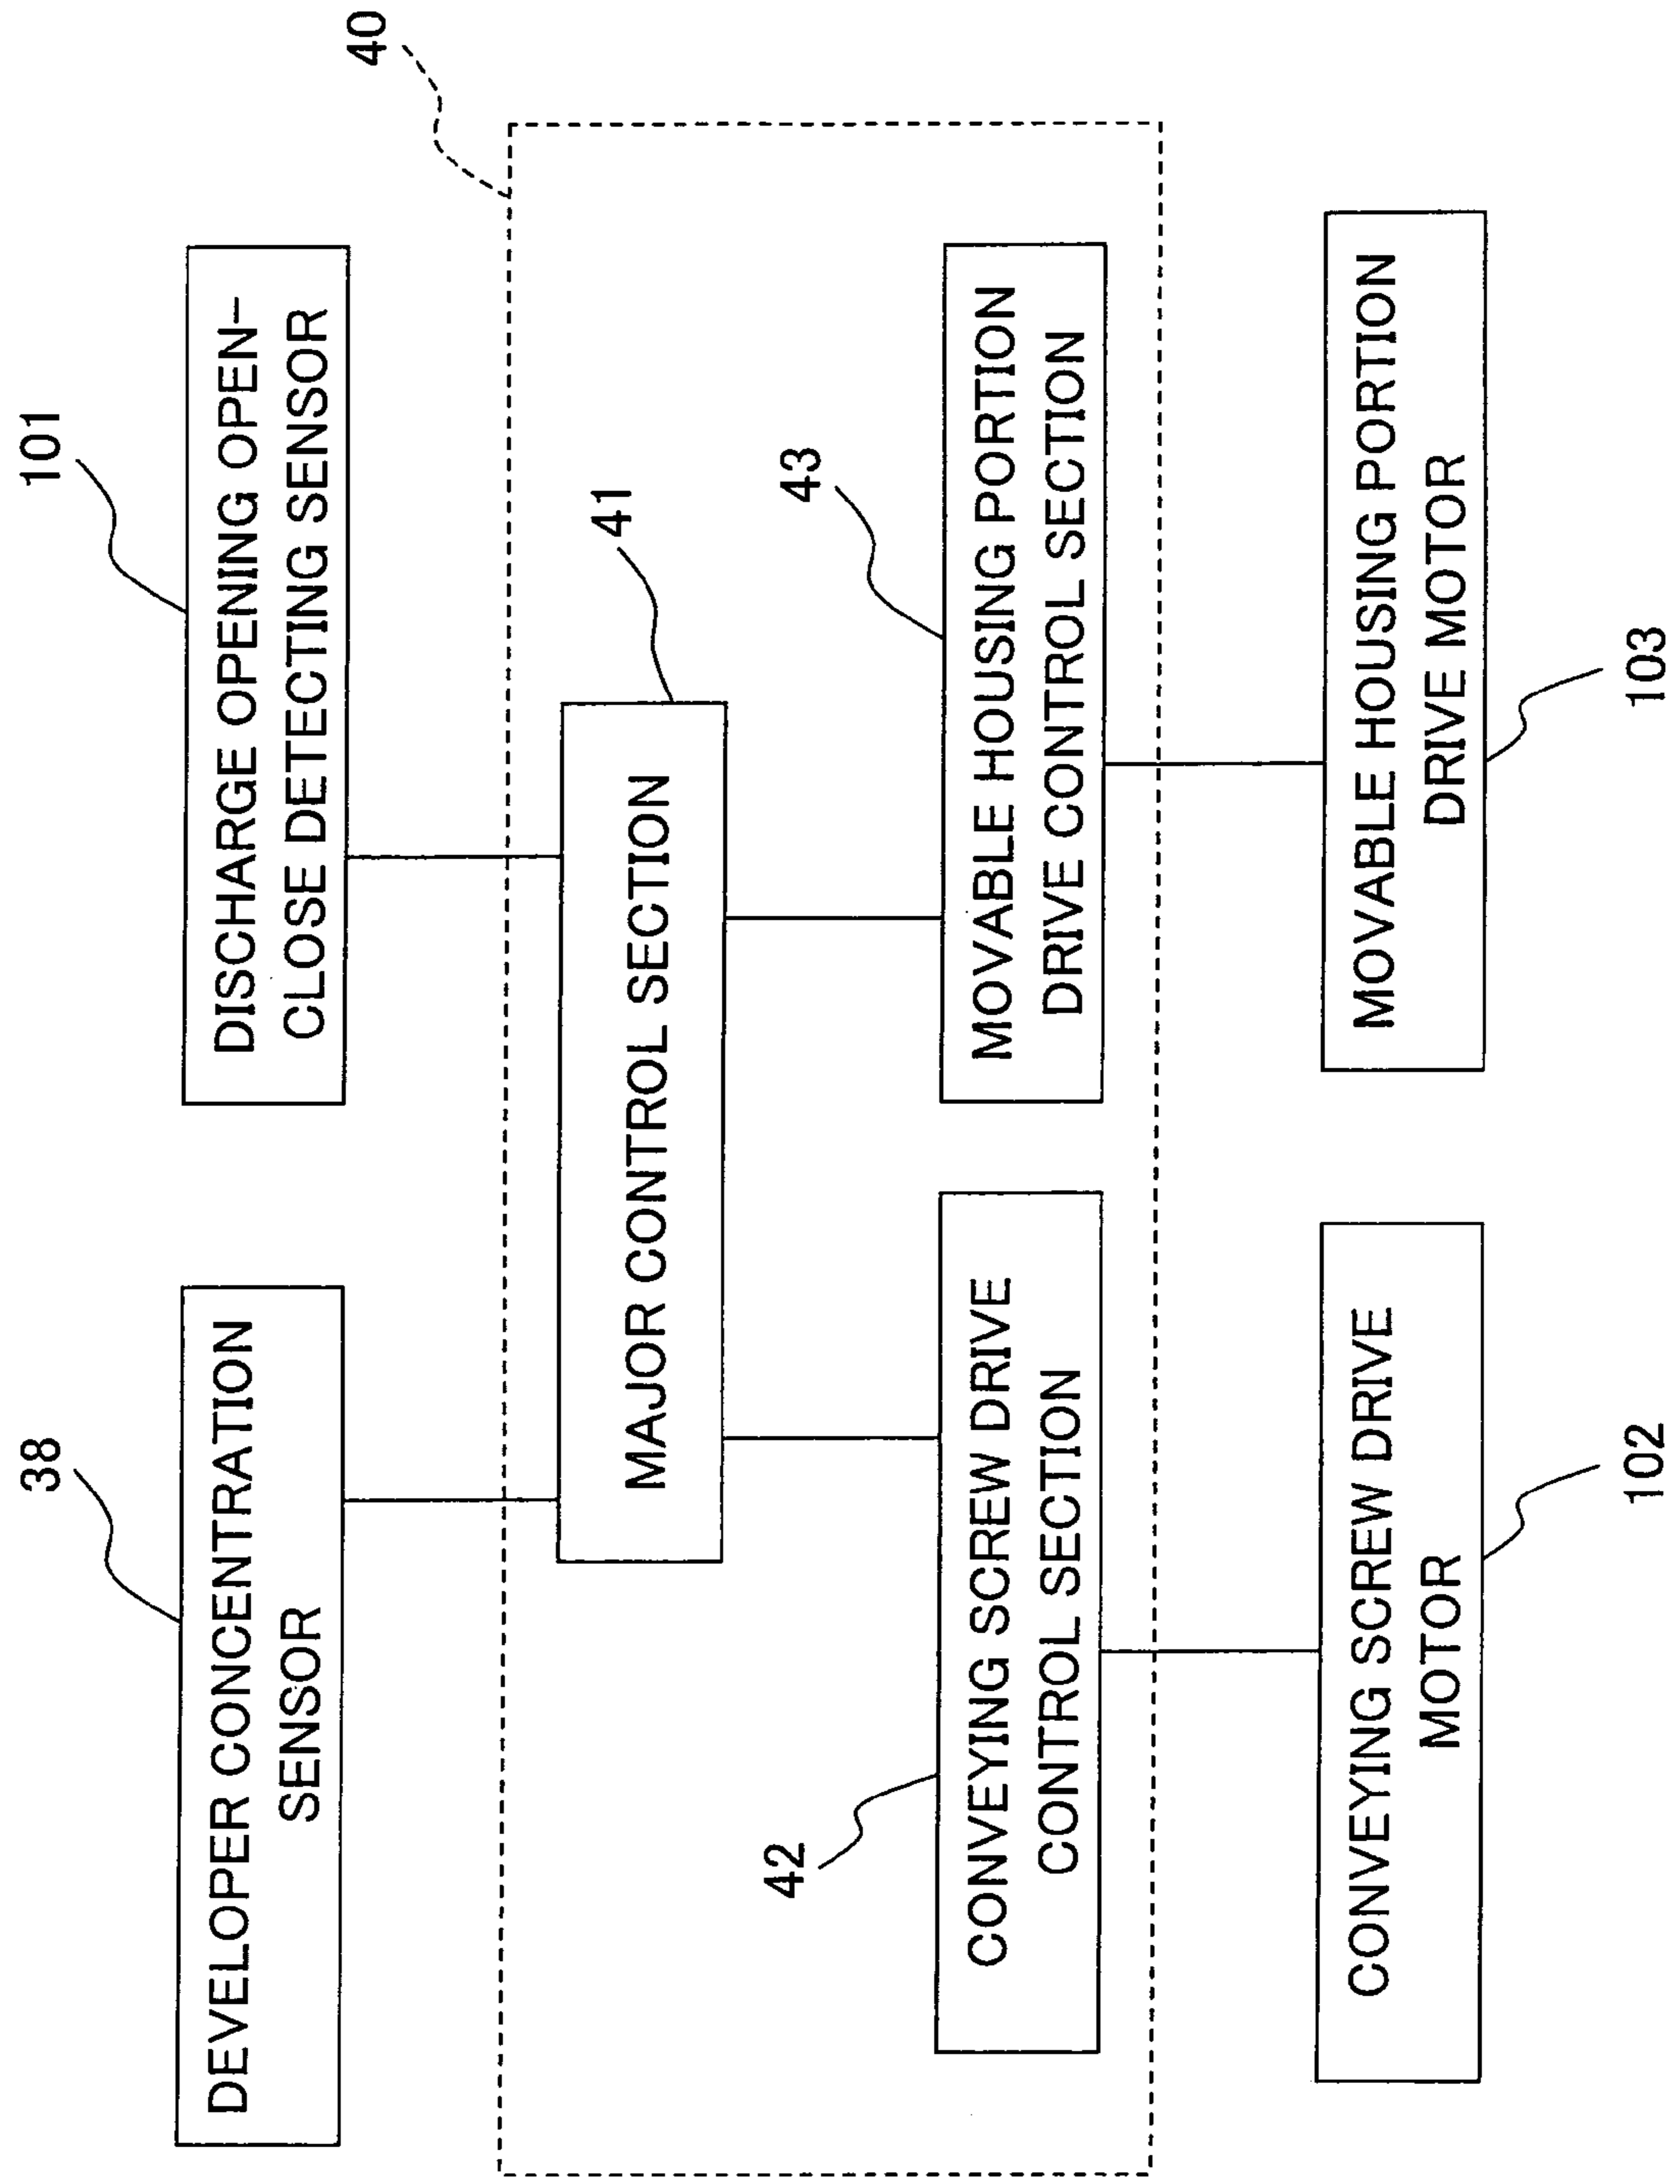 38
DEVELOPER CONCENTRATION
SENSOR
101
DISCHARGE OPENING OPEN-
CLOSE DETECTING SENSOR
40
41
MAJOR CONTROL SECTION
42
CONVEYING SCREW DRIVE
CONTROL SECTION
43
MOVABLE HOUSING PORTION
DRIVE CONTROL SECTION
CONVEYING SCREW DRIVE
MOTOR
102
MOVABLE HOUSING PORTION
DRIVE MOTOR
103